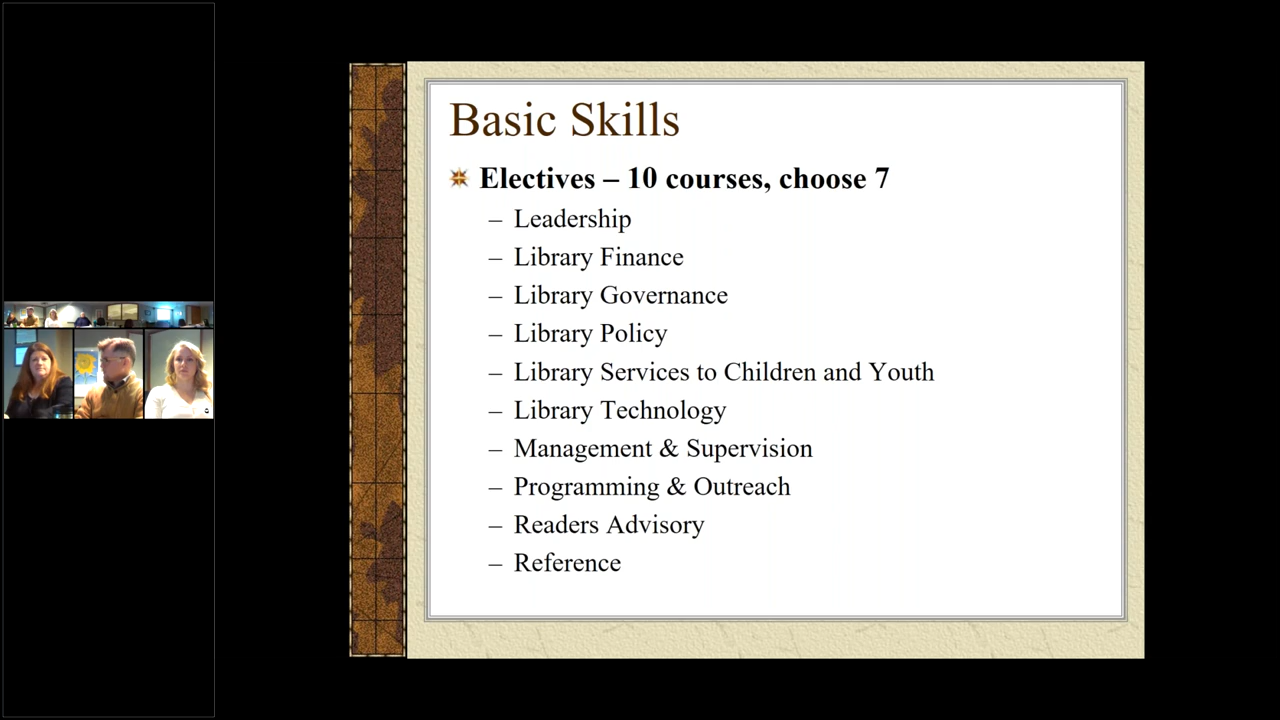 Basic Skills
Electives – 10 courses, choose 7
– Leadership
– Library Finance
– Library Governance
– Library Policy
– Library Services to Children and Youth
– Library Technology
– Management & Supervision
– Programming & Outreach
– Readers Advisory
– Reference